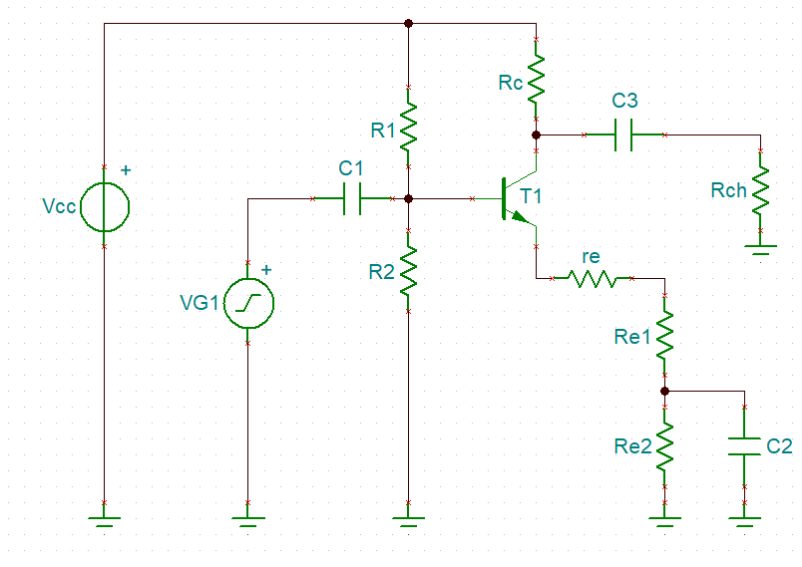 Rc
C3
R1
C1
+
Vcc
T1
Rch
+
VG1
R2
re
Re1
Re2
C2